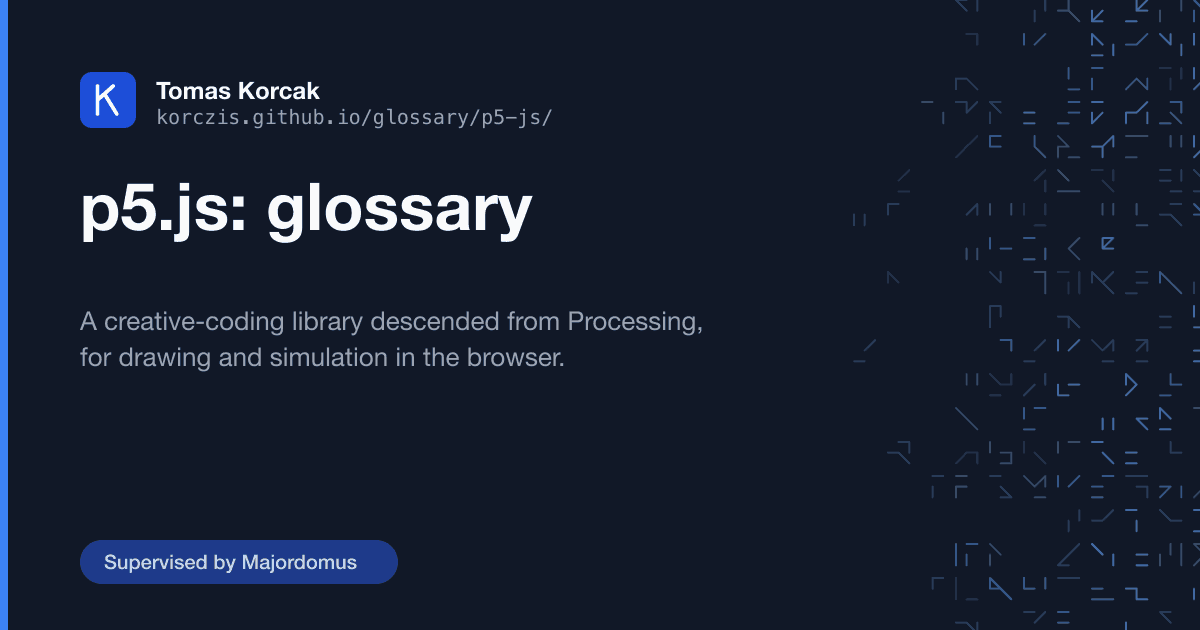 K
Tomas Korcak
korczis.github.io/glossary/p5-js/
p5.js: glossary
A creative-coding library descended from Processing,
for drawing and simulation in the browser.
Supervised by Majordomus